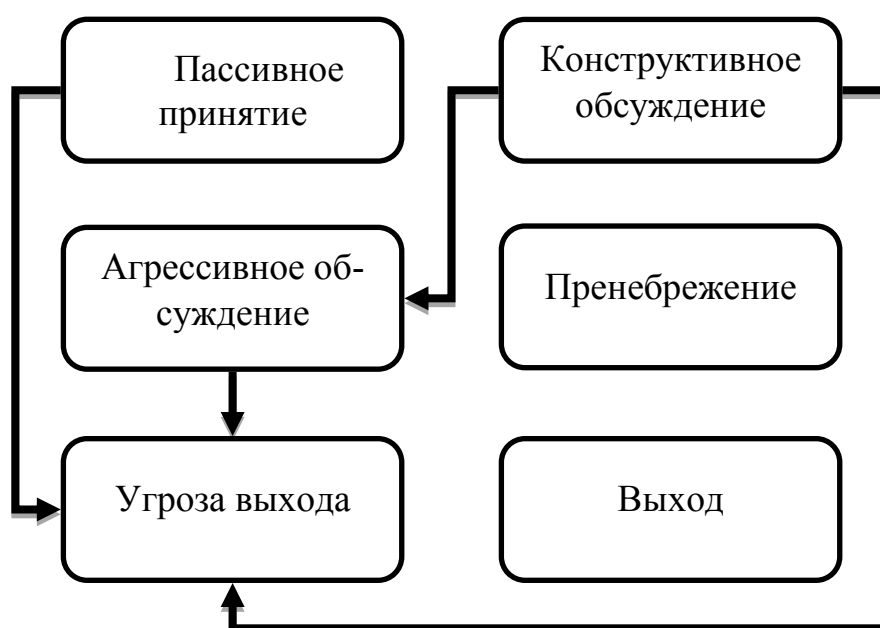 Пассивное
принятие
Конструктивное
обсуждение
Агрессивное об-
суждение
Пренебрежение
Угроза выхода
Выход